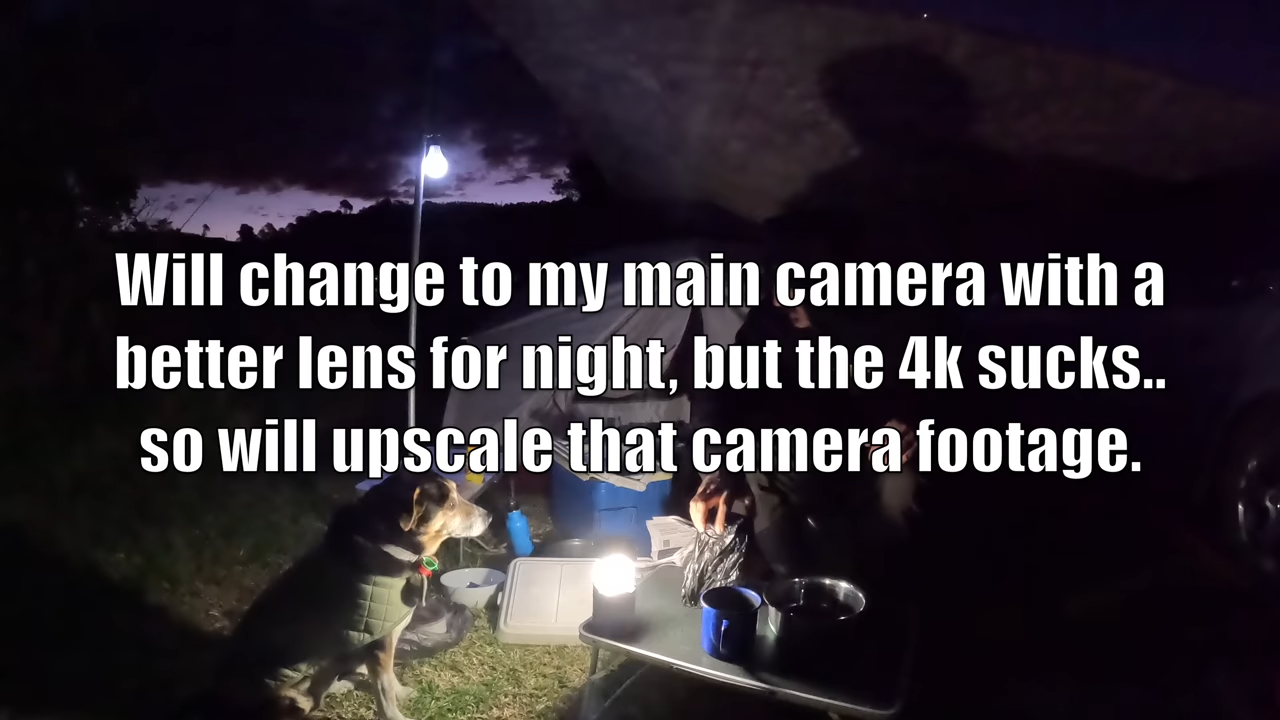 Will change to my main camera with a
better lens for night, but the 4k sucks..
so will upscale that camera footage.